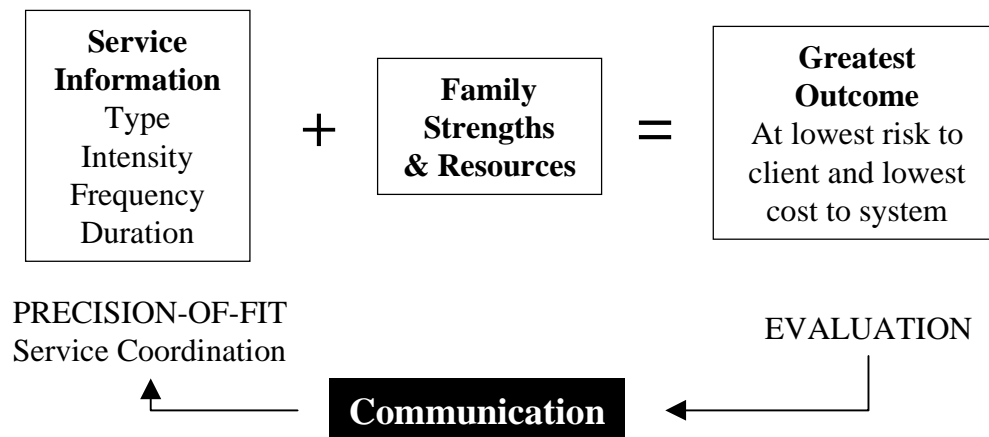 Service
Information
Type
Intensity
Frequency
Duration
+
Family
Strengths
& Resources
=
Greatest
Outcome
At lowest risk to
client and lowest
cost to system
PRECISION-OF-FIT
Service Coordination
EVALUATION
Communication